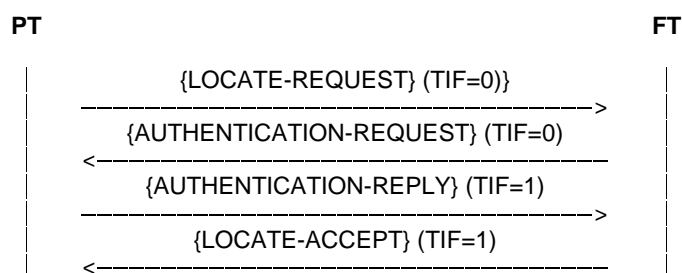 PT FT
{LOCATE-REQUEST} (TIF=0)}
{AUTHENTICATION-REQUEST} (TIF=0)
{AUTHENTICATION-REPLY} (TIF=1)
{LOCATE-ACCEPT} (TIF=1)